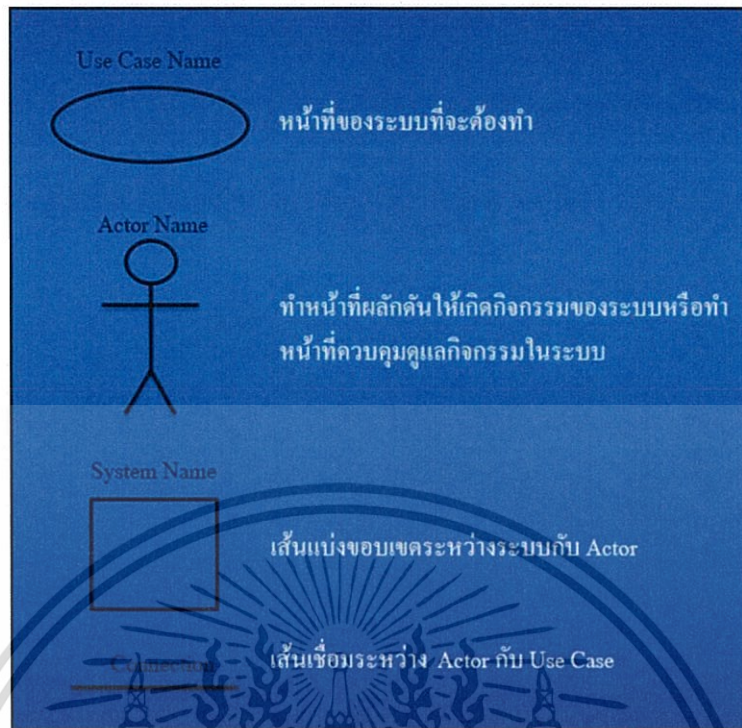 Use Case Name
หน้าที่ของระบบที่จะต้องทำ
Actor Name
ทำหน้าที่ผลักดันให้เกิดกิจกรรมของระบบหรือทำ
หน้าที่ควบคุมดูแลกิจกรรมในระบบ
System Name
เส้นแบ่งขอบเขตระหว่างระบบกับ Actor
Connection
เส้นเชื่อมระหว่าง Actor กับ Use Case